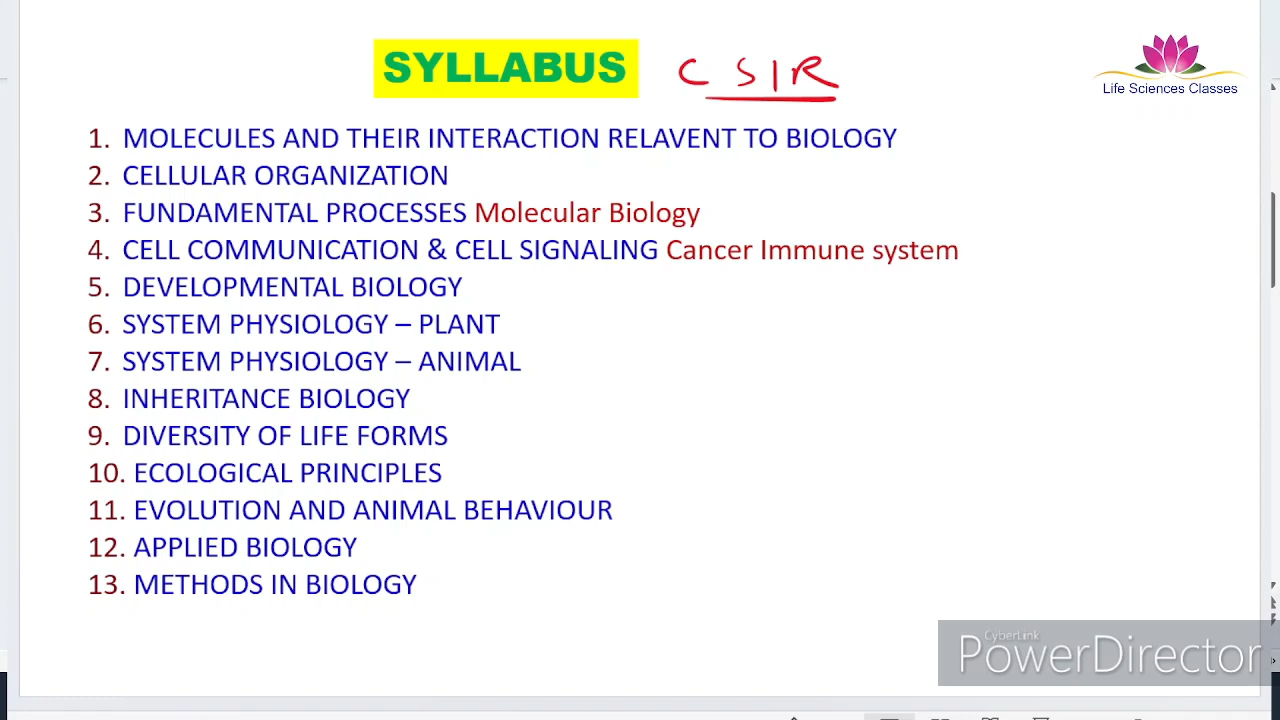 SYLLABUS CSIR
Life Sciences Classes
1. MOLECULES AND THEIR INTERACTION RELAVENT TO BIOLOGY
2. CELLULAR ORGANIZATION
3. FUNDAMENTAL PROCESSES Molecular Biology
4. CELL COMMUNICATION & CELL SIGNALING Cancer Immune system
5. DEVELOPMENTAL BIOLOGY
6. SYSTEM PHYSIOLOGY – PLANT
7. SYSTEM PHYSIOLOGY – ANIMAL
8. INHERITANCE BIOLOGY
9. DIVERSITY OF LIFE FORMS
10. ECOLOGICAL PRINCIPLES
11. EVOLUTION AND ANIMAL BEHAVIOUR
12. APPLIED BIOLOGY
13. METHODS IN BIOLOGY
CyberLink
PowerDirector